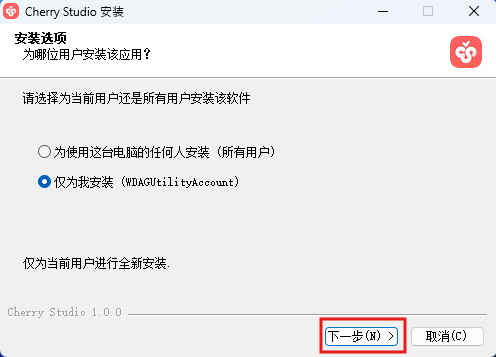 Cherry Studio 安装
安装选项
为哪位用户安装该应用？
请选择为当前用户还是所有用户安装该软件
为使用这台电脑的任何人安装（所有用户）
仅为我安装（WDAGUtilityAccount）
仅为当前用户进行全新安装.
Cherry Studio 1.0.0
下一步(N) >
取消(C)